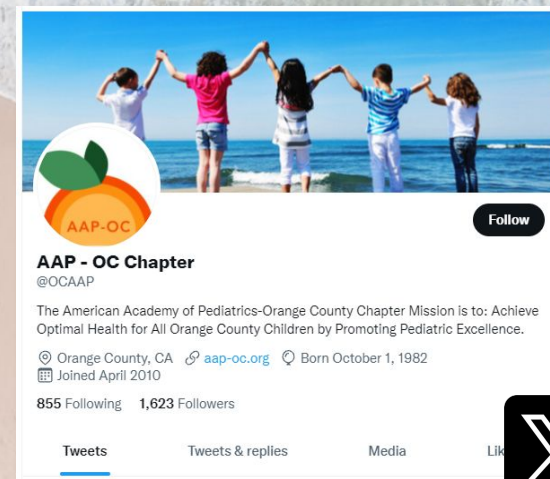 AAP-OC
Follow
AAP - OC Chapter
@OCAAP
The American Academy of Pediatrics-Orange County Chapter Mission is to: Achieve
Optimal Health for All Orange County Children by Promoting Pediatric Excellence.
Orange County, CA aap-oc.org Born October 1, 1982
Joined April 2010
855 Following 1,623 Followers
Tweets Tweets & replies Media